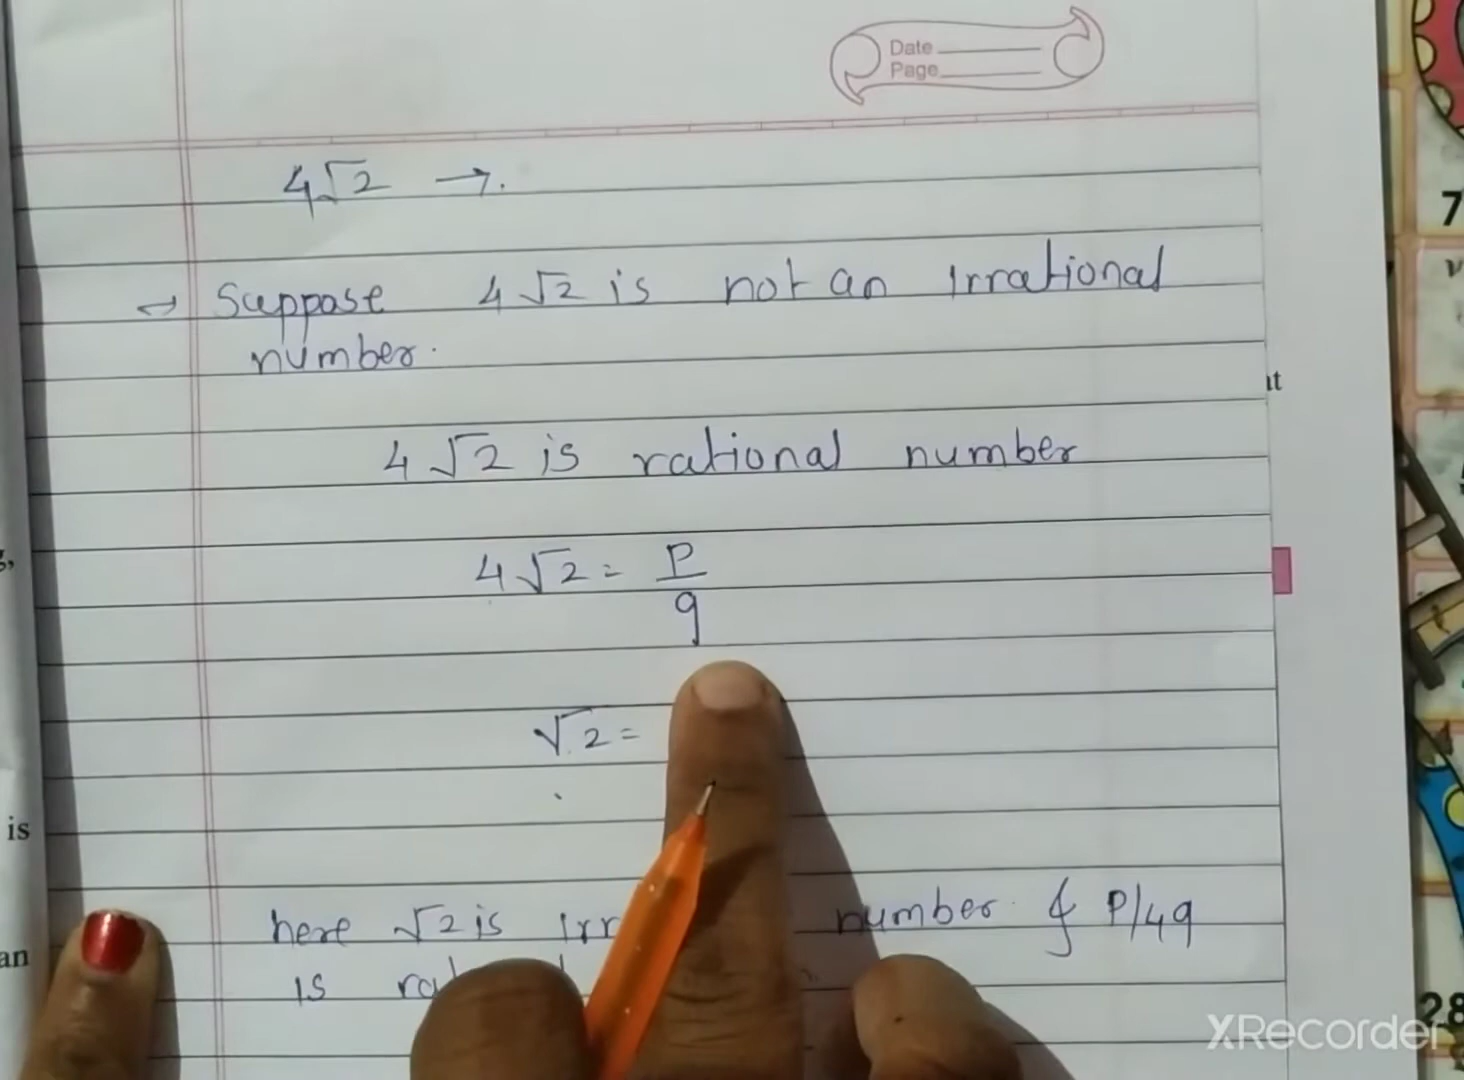 Date
Page
4√2 →.
→ Suppose 4√2 is not an irrational
number.
4√2 is rational number
4√2 = P
q
√2 =
here √2 is number & P/4q
is
7
it
is
an
28
XRecorder